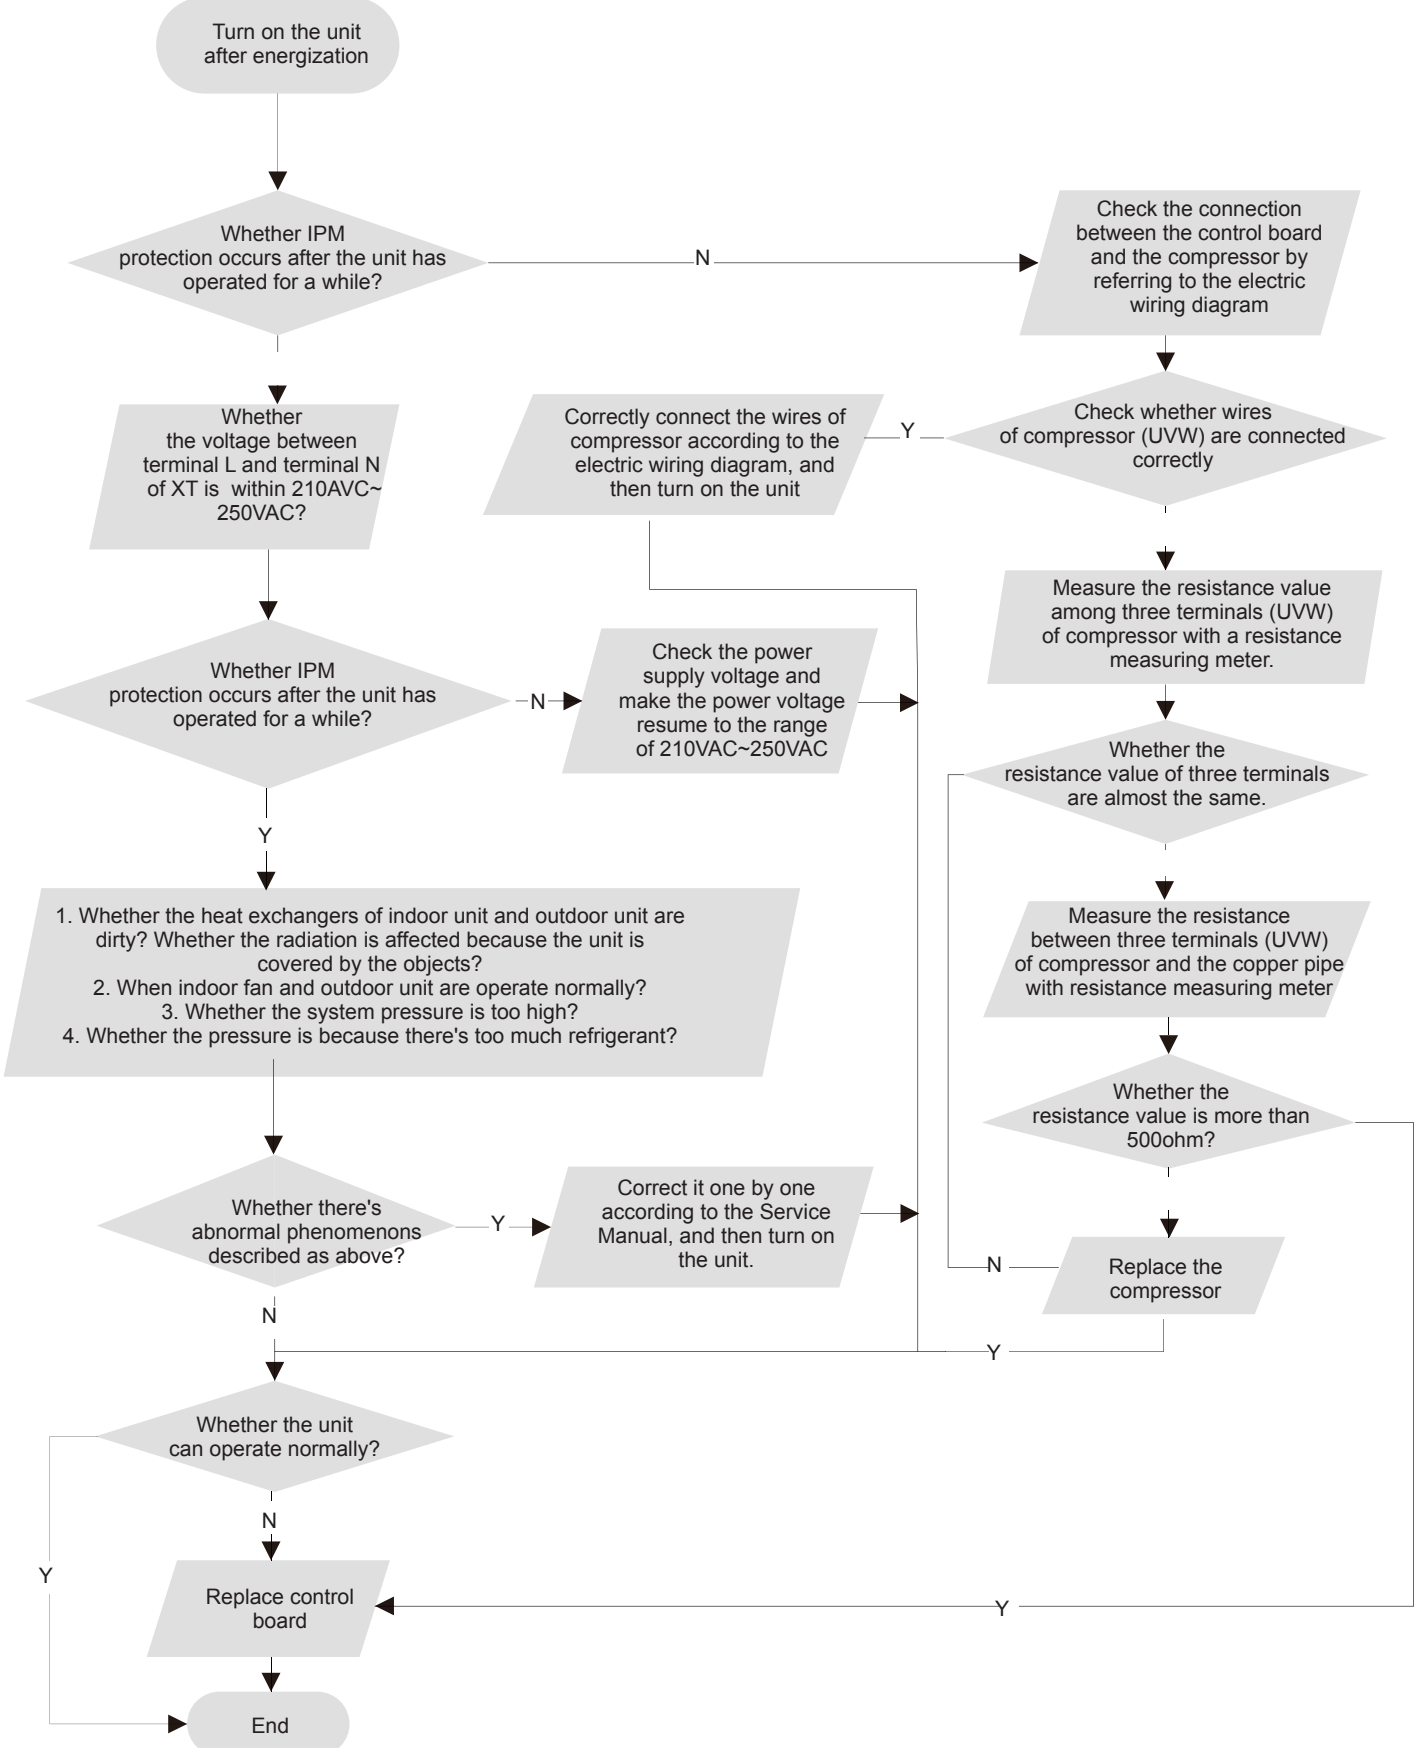 Turn on the unit
after energization
Whether IPM
protection occurs after the unit has
operated for a while?
N
Check the connection
between the control board
and the compressor by
referring to the electric
wiring diagram
Whether
the voltage between
terminal L and terminal N
of XT is within 210AVC~
250VAC?
Correctly connect the wires of
compressor according to the
electric wiring diagram, and
then turn on the unit
Y
Check whether wires
of compressor (UVW) are connected
correctly
Measure the resistance value
among three terminals (UVW)
of compressor with a resistance
measuring meter.
Whether IPM
protection occurs after the unit has
operated for a while?
N
Check the power
supply voltage and
make the power voltage
resume to the range
of 210VAC~250VAC
Whether the
resistance value of three terminals
are almost the same.
Y
1. Whether the heat exchangers of indoor unit and outdoor unit are
dirty? Whether the radiation is affected because the unit is
covered by the objects?
2. When indoor fan and outdoor unit are operate normally?
3. Whether the system pressure is too high?
4. Whether the pressure is because there's too much refrigerant?
Measure the resistance
between three terminals (UVW)
of compressor and the copper pipe
with resistance measuring meter
Whether the
resistance value is more than
500ohm?
Whether there's
abnormal phenomenons
described as above?
Y
Correct it one by one
according to the Service
Manual, and then turn on
the unit.
N
Replace the
compressor
N
Y
Whether the unit
can operate normally?
N
Y
Replace control
board
Y
End